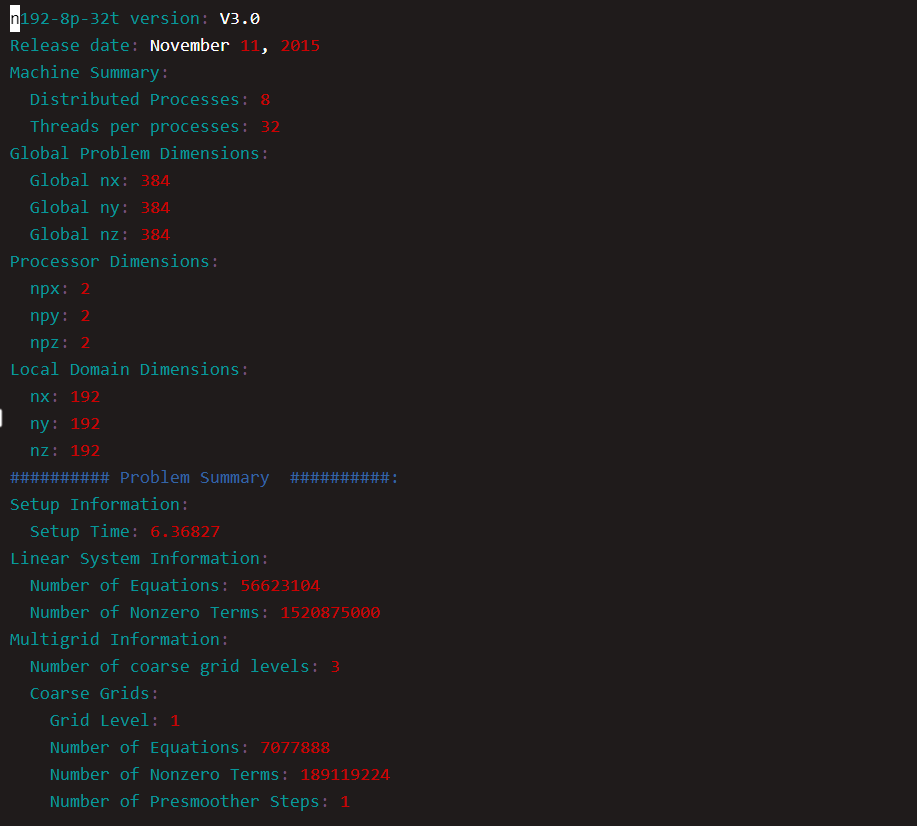 n192-8p-32t version: V3.0
Release date: November 11, 2015
Machine Summary:
Distributed Processes: 8
Threads per processes: 32
Global Problem Dimensions:
Global nx: 384
Global ny: 384
Global nz: 384
Processor Dimensions:
npx: 2
npy: 2
npz: 2
Local Domain Dimensions:
nx: 192
ny: 192
nz: 192
########## Problem Summary  ##########:
Setup Information:
Setup Time: 6.36827
Linear System Information:
Number of Equations: 56623104
Number of Nonzero Terms: 1520875000
Multigrid Information:
Number of coarse grid levels: 3
Coarse Grids:
Grid Level: 1
Number of Equations: 7077888
Number of Nonzero Terms: 189119224
Number of Presmoother Steps: 1